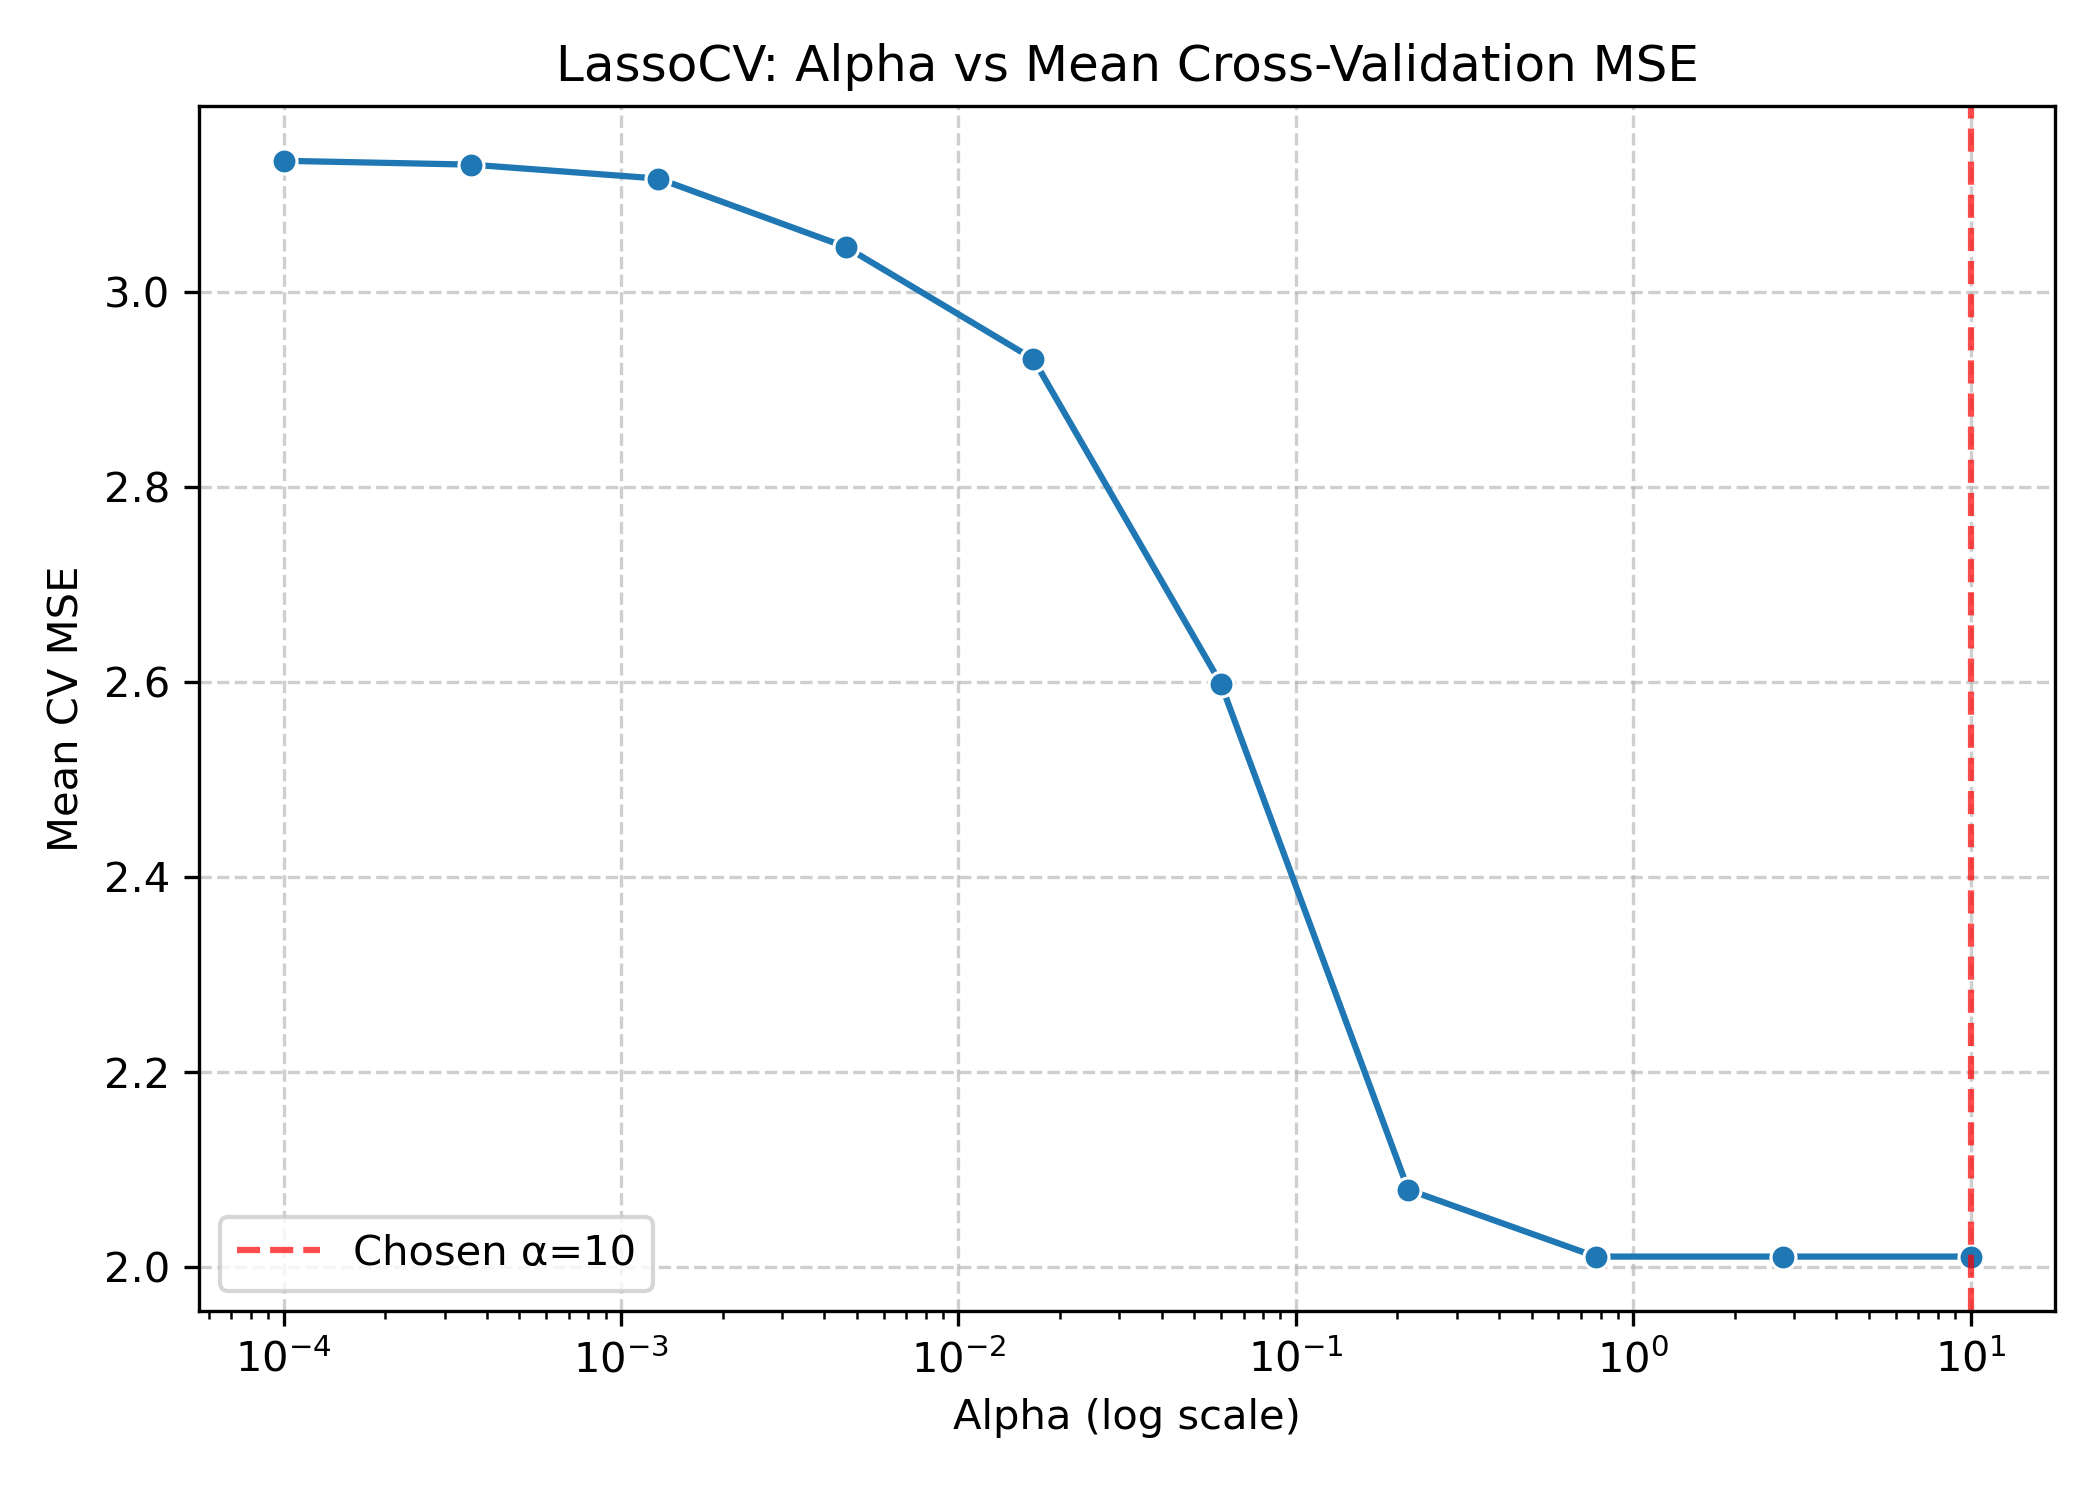 LassoCV: Alpha vs Mean Cross-Validation MSE
Mean CV MSE
3.0
2.8
2.6
2.4
2.2
2.0
Chosen α=10
10⁻⁴ 10⁻³ 10⁻² 10⁻¹ 10⁰ 10¹
Alpha (log scale)